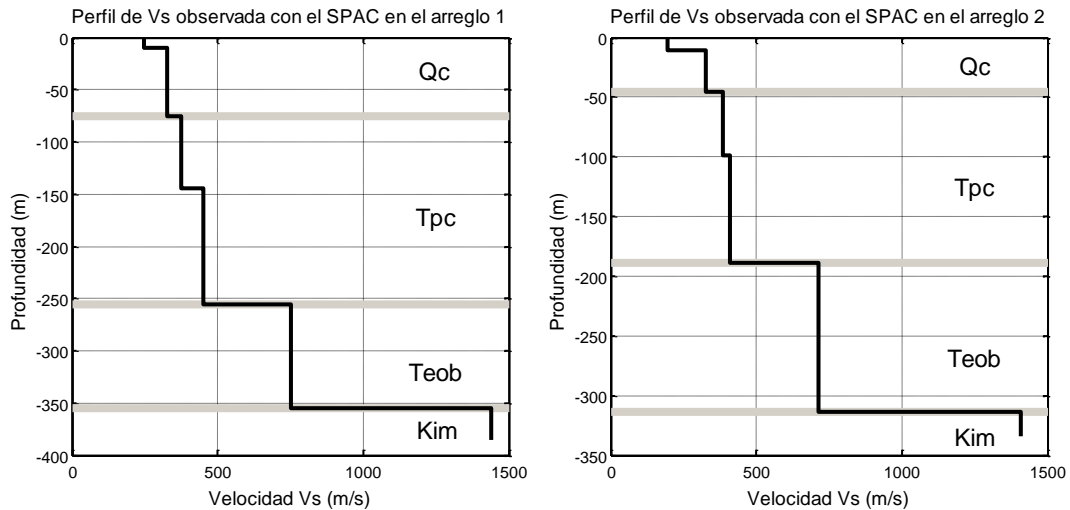 Perfil de Vs observada con el SPAC en el arreglo 1
0
-50
-100
-150
-200
-250
-300
-350
-400
Profundidad (m)
Qc
Tpc
Teob
Kim
0
500
1000
1500
Velocidad Vs (m/s)
Perfil de Vs observada con el SPAC en el arreglo 2
0
-50
-100
-150
-200
-250
-300
-350
Profundidad (m)
Qc
Tpc
Teob
Kim
0
500
1000
1500
Velocidad Vs (m/s)